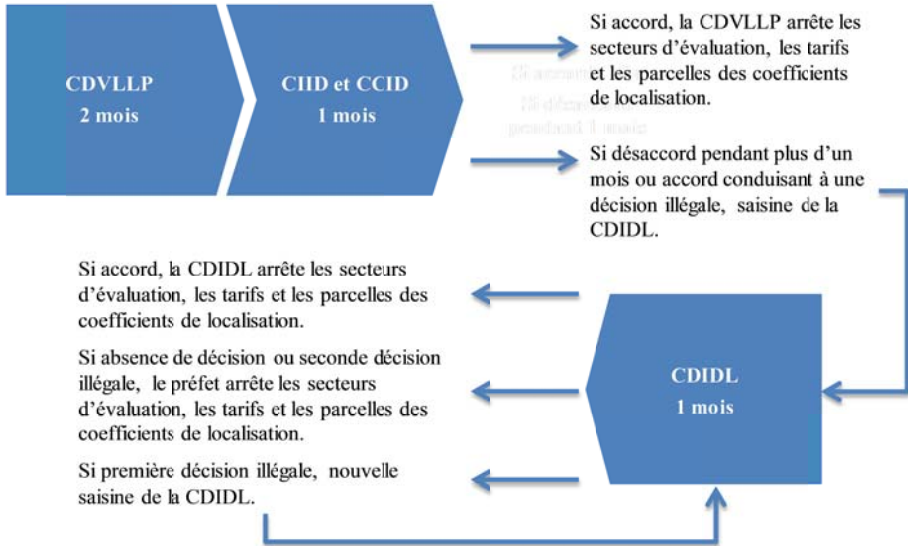 CDVLLP
2 mois
CIID et CCID
1 mois
Si accord, la CDVLLP arrête les
secteurs d'évaluation, les tarifs
et les parcelles des coefficients
de localisation.
Si désaccord pendant plus d'un
mois ou accord conduisant à une
décision illégale, saisine de la
CDIDL.
Si accord, la CDIDL arrête les secteurs
d'évaluation, les tarifs et les parcelles des
coefficients de localisation.
Si absence de décision ou seconde décision
illégale, le préfet arrête les secteurs
d'évaluation, les tarifs et les parcelles des
coefficients de localisation.
Si première décision illégale, nouvelle
saisine de la CDIDL.
CDIDL
1 mois